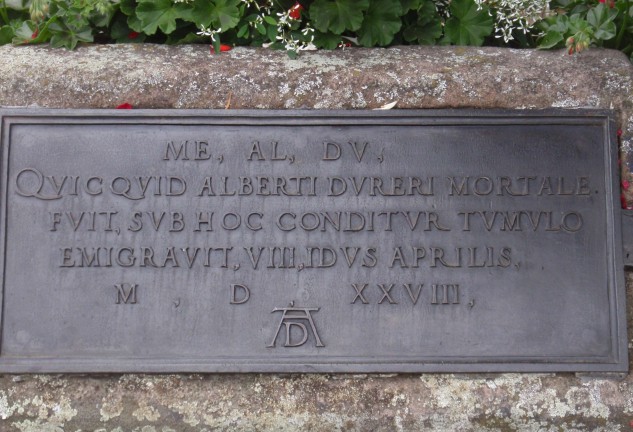 ME, AL, DV,
QVICQVID ALBERTI DVRERI MORTALE.
FVIT, SVB HOC CONDITVR TVMVLO
EMIGRAVIT, VIII, IDVS APRILIS.
M , D , XXVIII,
AD